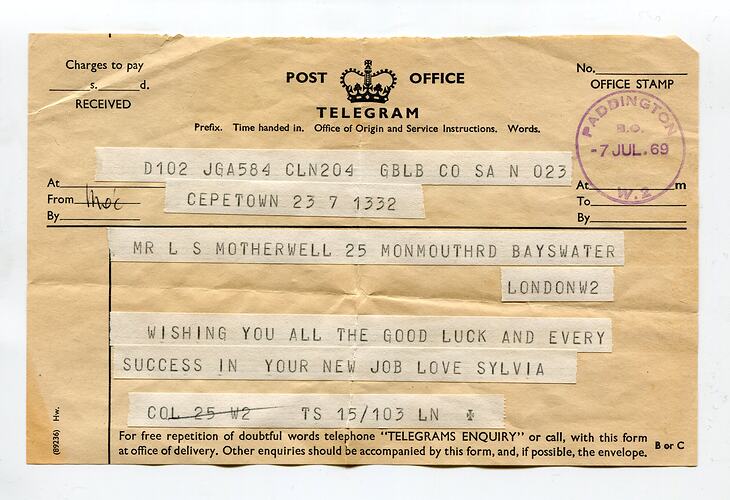 Charges to pay
s. d.
RECEIVED
POST OFFICE
TELEGRAM
Prefix. Time handed in. Office of Origin and Service Instructions. Words.
No.
OFFICE STAMP
PADDINGTON
B.O.
-7 JUL.69
W.2
At
From
By
D102 JGA584 CLN204 GBLB CO SA N 023
CEPETOWN 23 7 1332
At m
To
By
MR L S MOTHERWELL 25 MONMOUTHRD BAYSWATER
LONDONW2
WISHING YOU ALL THE GOOD LUCK AND EVERY
SUCCESS IN YOUR NEW JOB LOVE SYLVIA
COL 25 W2 TS 15/103 LN
(89236) Hw.
For free repetition of doubtful words telephone "TELEGRAMS ENQUIRY" or call, with this form
at office of delivery. Other enquiries should be accompanied by this form, and, if possible, the envelope.
B or C